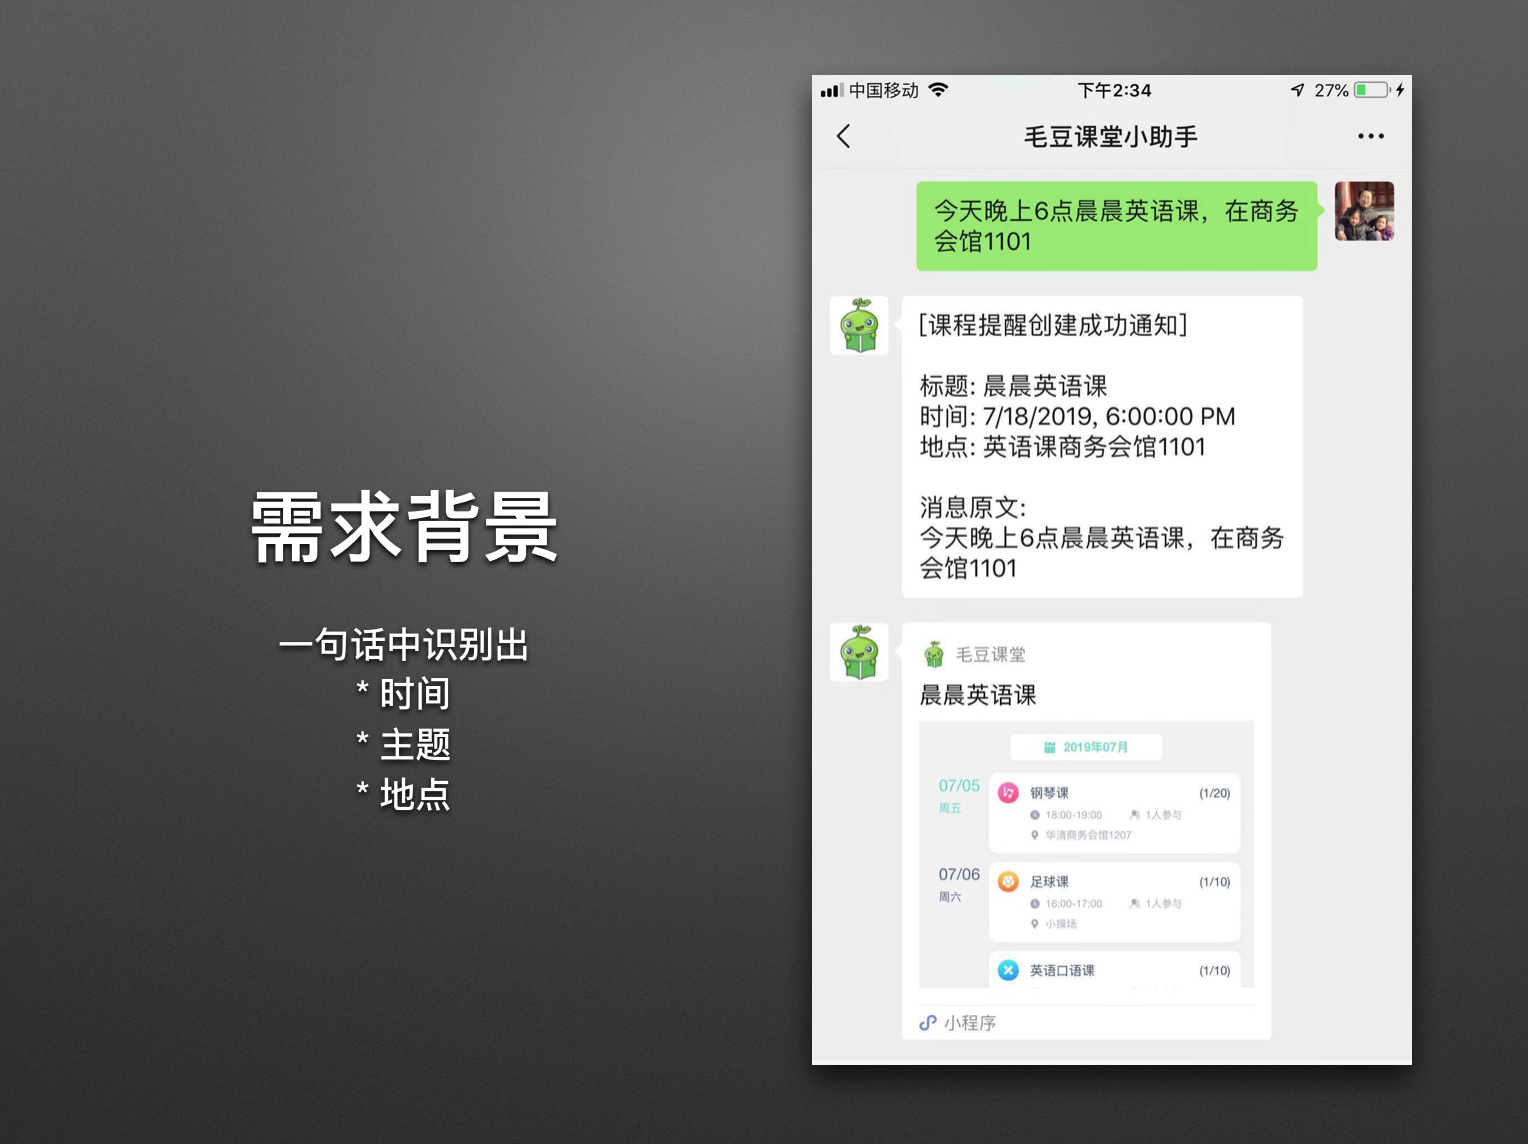 需求背景
一句话中识别出
* 时间
* 主题
* 地点
中国移动
下午2:34
27%
毛豆课堂小助手
今天晚上6点晨晨英语课，在商务
会馆1101
[课程提醒创建成功通知]
标题: 晨晨英语课
时间: 7/18/2019, 6:00:00 PM
地点: 英语课商务会馆1101
消息原文:
今天晚上6点晨晨英语课，在商务
会馆1101
毛豆课堂
晨晨英语课
2019年07月
07/05
周五
钢琴课
(1/20)
18:00-19:00
1人参与
华清商务会馆1207
07/06
周六
足球课
(1/10)
16:00-17:00
1人参与
小操场
英语口语课
(1/10)
小程序